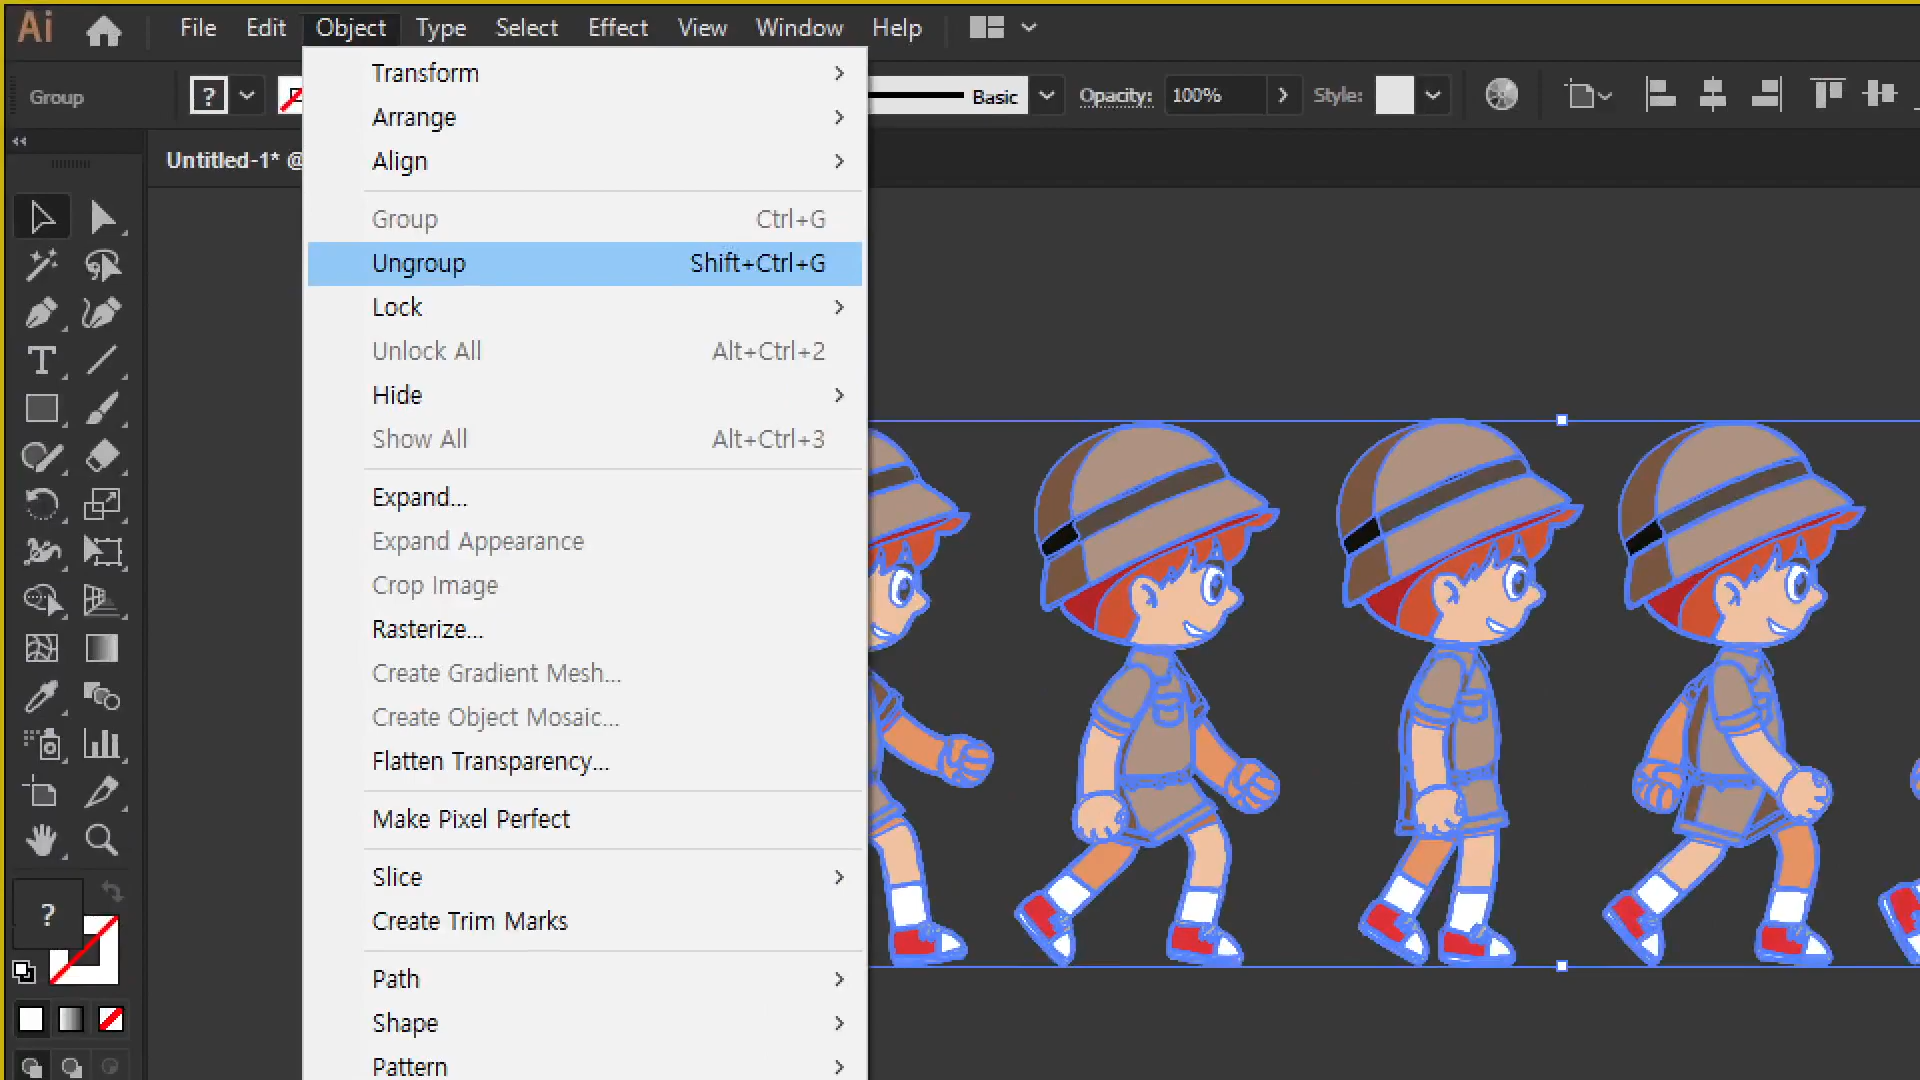 Ai File Edit Object Type Select Effect View Window Help
Group ? Basic Opacity: 100% Style:
Untitled-1* @
Transform
Arrange
Align
Group Ctrl+G
Ungroup Shift+Ctrl+G
Lock
Unlock All Alt+Ctrl+2
Hide
Show All Alt+Ctrl+3
Expand...
Expand Appearance
Crop Image
Rasterize...
Create Gradient Mesh...
Create Object Mosaic...
Flatten Transparency...
Make Pixel Perfect
Slice
Create Trim Marks
Path
Shape
Pattern
?